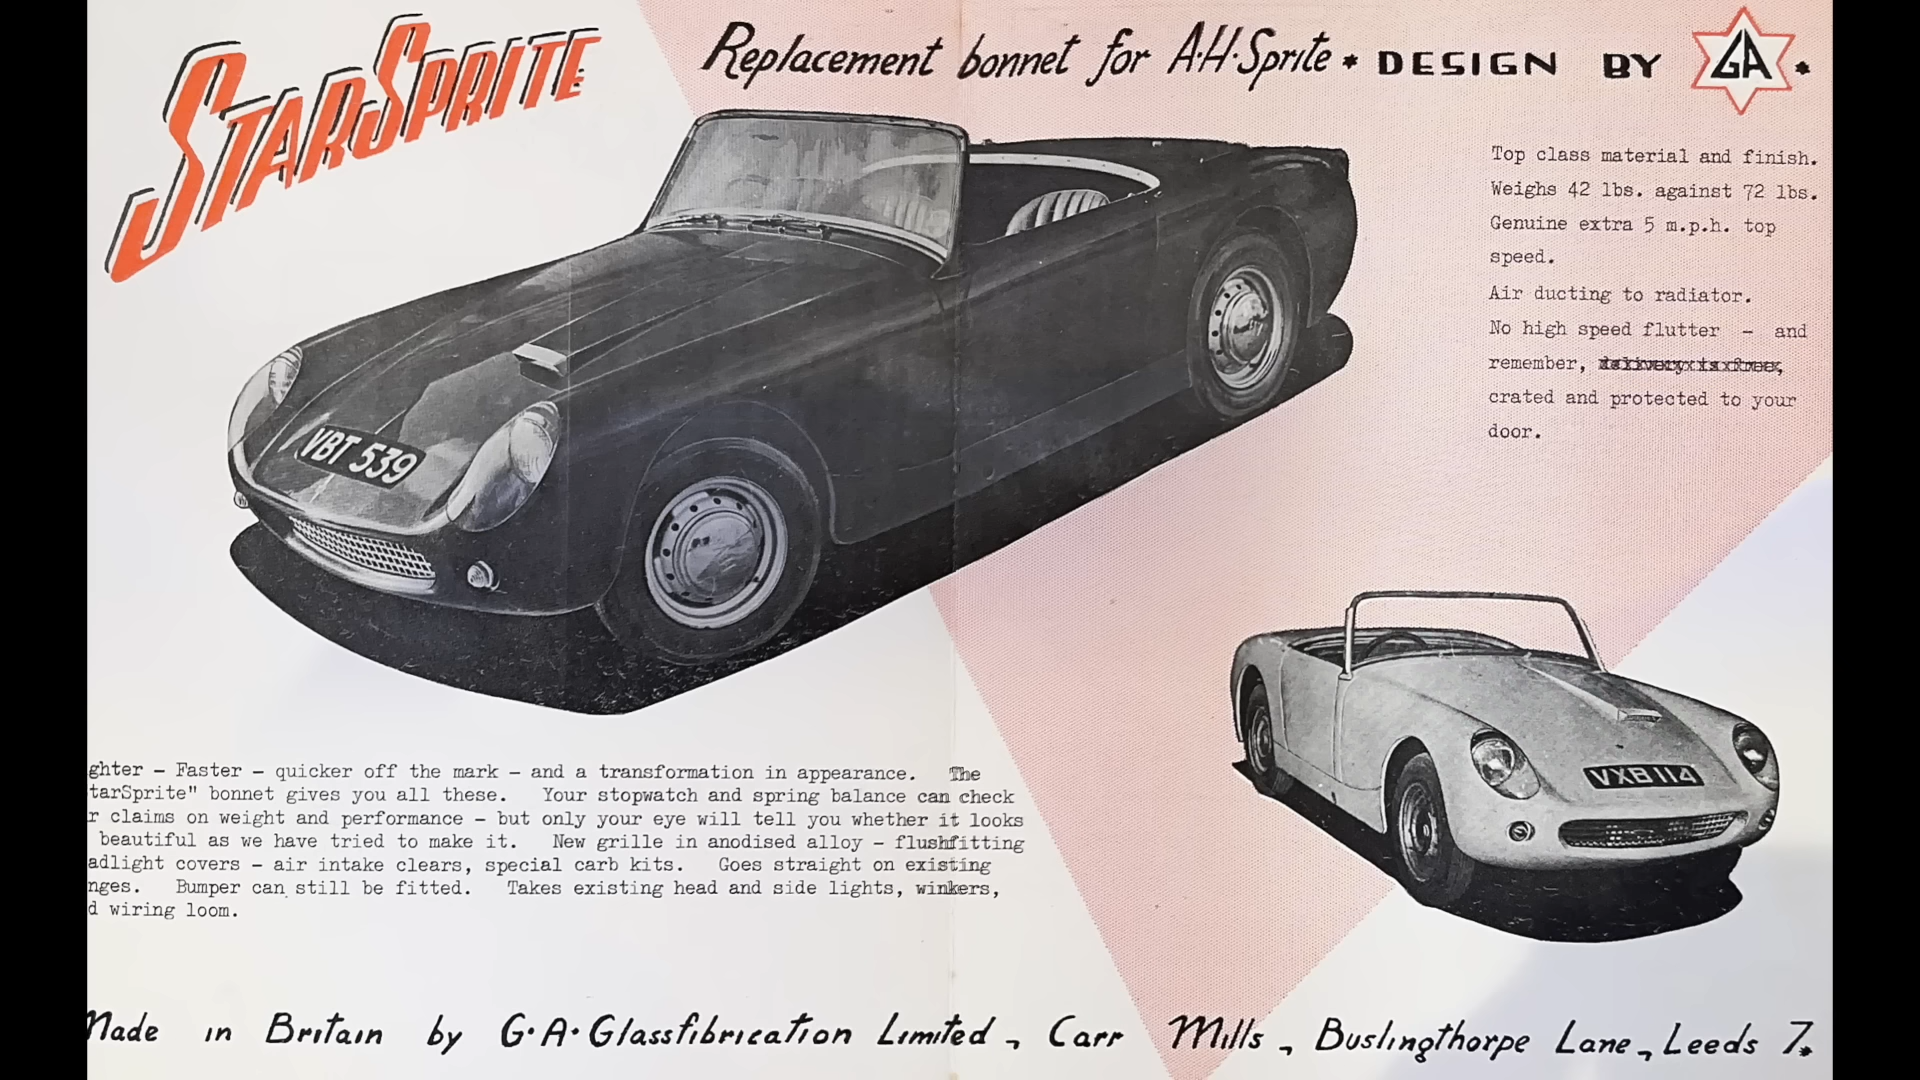 STARSPRITE
Replacement bonnet for A·H·Sprite * DESIGN BY GA *
Top class material and finish.
Weighs 42 lbs. against 72 lbs.
Genuine extra 5 m.p.h. top
speed.
Air ducting to radiator.
No high speed flutter - and
remember, delivery is free,
crated and protected to your
door.
VBT 539
VXB 114
ghter - Faster - quicker off the mark - and a transformation in appearance. The
tarSprite" bonnet gives you all these. Your stopwatch and spring balance can check
r claims on weight and performance - but only your eye will tell you whether it looks
beautiful as we have tried to make it. New grille in anodised alloy - flushfitting
adlight covers - air intake clears, special carb kits. Goes straight on existing
nges. Bumper can still be fitted. Takes existing head and side lights, winkers,
d wiring loom.
Made in Britain by G·A·Glassfibrication Limited, Carr Mills, Buslingthorpe Lane, Leeds 7.